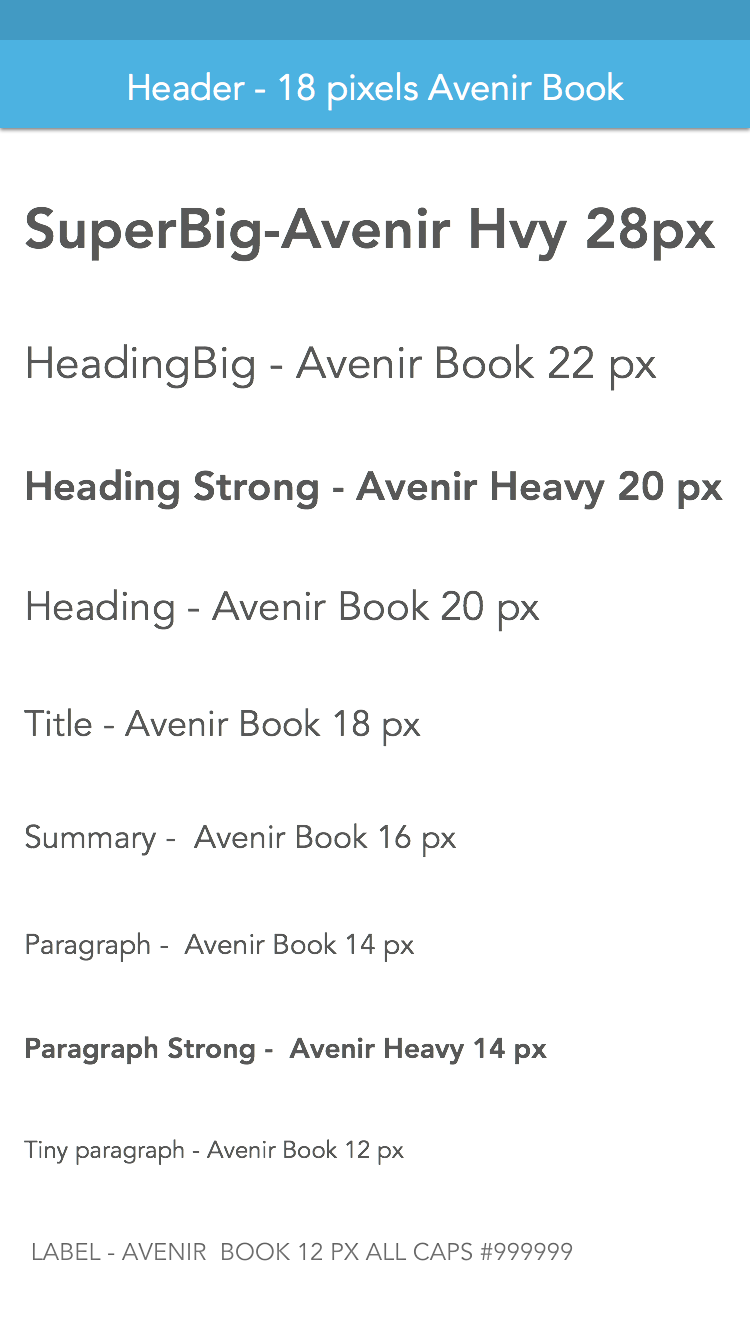 Header - 18 pixels Avenir Book
SuperBig-Avenir Hvy 28px
HeadingBig - Avenir Book 22 px
Heading Strong - Avenir Heavy 20 px
Heading - Avenir Book 20 px
Title - Avenir Book 18 px
Summary -  Avenir Book 16 px
Paragraph -  Avenir Book 14 px
Paragraph Strong -  Avenir Heavy 14 px
Tiny paragraph - Avenir Book 12 px
LABEL - AVENIR  BOOK 12 PX ALL CAPS #999999